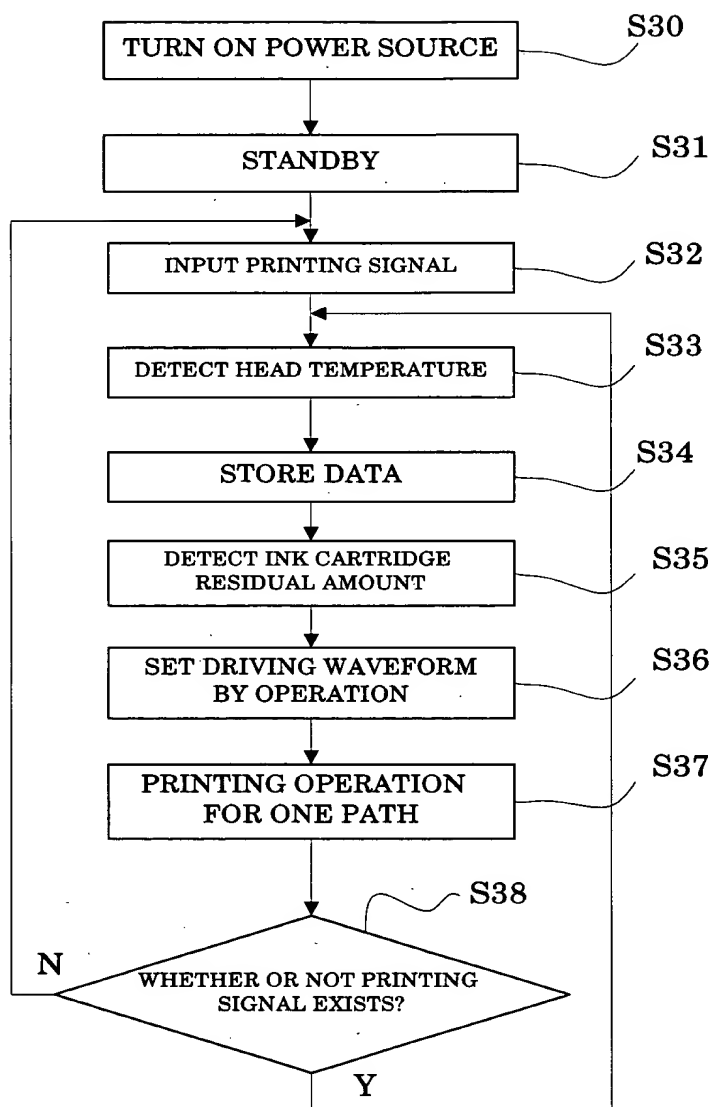 TURN ON POWER SOURCE
S30
STANDBY
S31
INPUT PRINTING SIGNAL
S32
DETECT HEAD TEMPERATURE
S33
STORE DATA
S34
DETECT INK CARTRIDGE
RESIDUAL AMOUNT
S35
SET DRIVING WAVEFORM
BY OPERATION
S36
PRINTING OPERATION
FOR ONE PATH
S37
S38
N
WHETHER OR NOT PRINTING
SIGNAL EXISTS?
Y